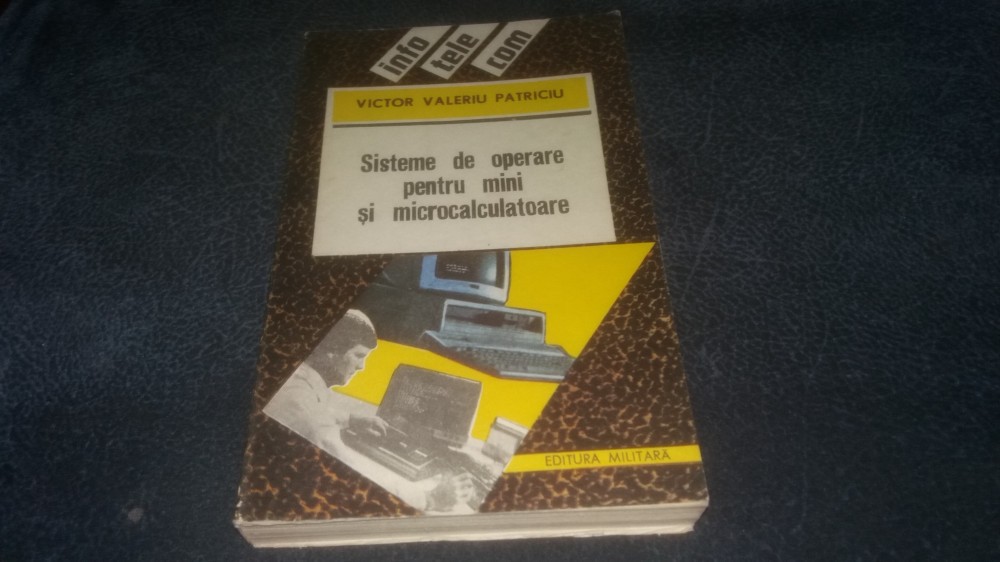 info
tele
com
VICTOR VALERIU PATRICIU
Sisteme de operare
pentru mini
și microcalculatoare
EDITURA MILITARĂ